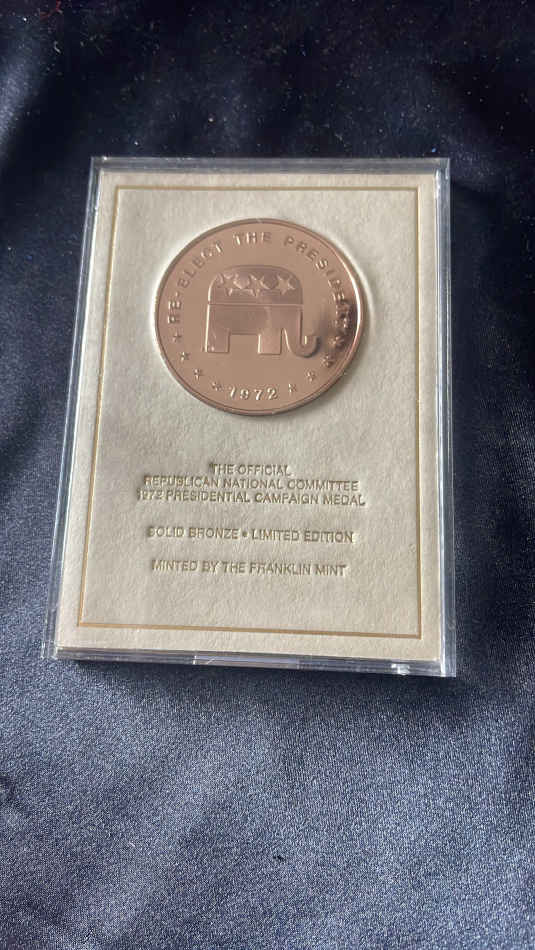 RE-ELECT THE PRESIDENT
1972
THE OFFICIAL
REPUBLICAN NATIONAL COMMITTEE
1972 PRESIDENTIAL CAMPAIGN MEDAL
SOLID BRONZE • LIMITED EDITION
MINTED BY THE FRANKLIN MINT